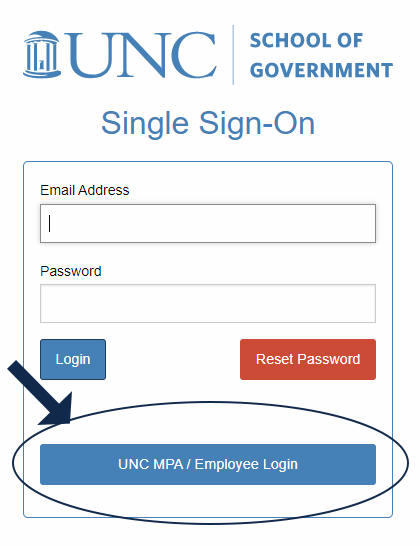 UNC SCHOOL OF
GOVERNMENT
Single Sign-On
Email Address
Password
Login Reset Password
UNC MPA / Employee Login